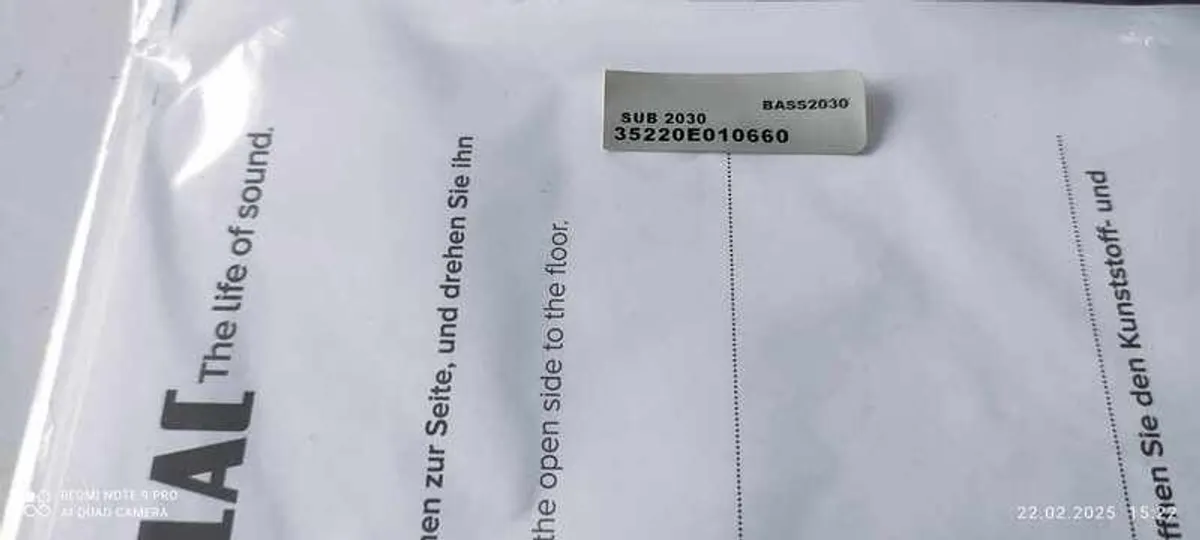 BASS2030
SUB 2030
35220E010660
The life of sound.
zur Seite, und drehen Sie ihn
the open side to the floor.
Sie den Kunststoff- und
REDMI NOTE 9 PRO
AI QUAD CAMERA
22.02.2025 15:22